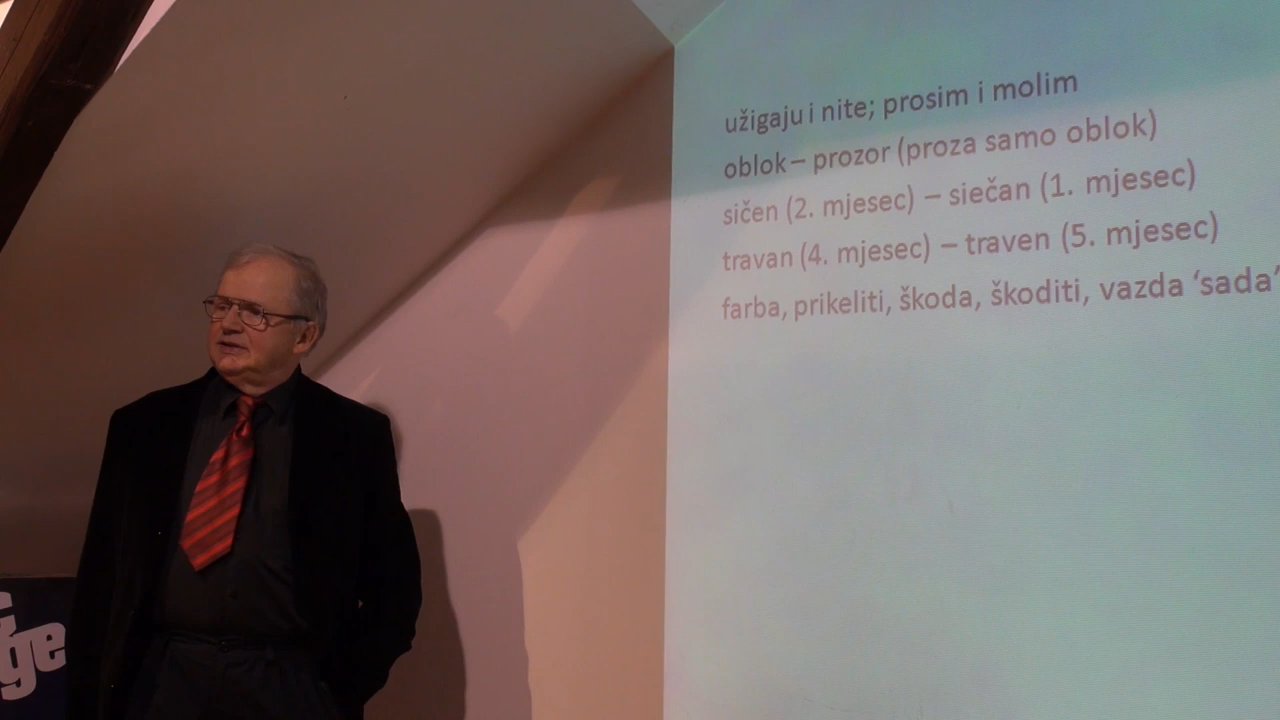 užigaju i nite; prosim i molim
oblok – prozor (proza samo oblok)
sičen (2. mjesec) – siečan (1. mjesec)
travan (4. mjesec) – traven (5. mjesec)
farba, prikeliti, škoda, škoditi, vazda ‘sada’
ge